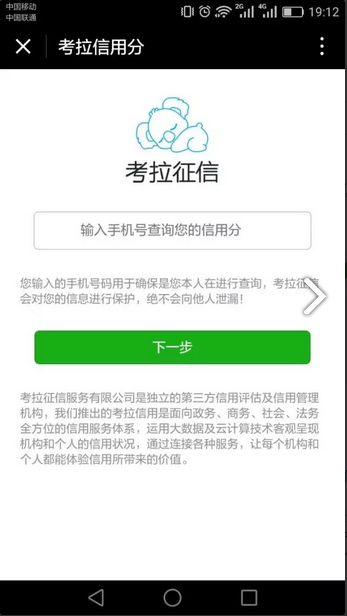 中国移动
中国联通
2G
4G
19:12
考拉信用分
考拉征信
输入手机号查询您的信用分
您输入的手机号码用于确保是您本人在进行查询，考拉征信
会对您的信息进行保护，绝不会向他人泄漏！
下一步
考拉征信服务有限公司是独立的第三方信用评估及信用管理
机构，我们推出的考拉信用是面向政务、商务、社会、法务
全方位的信用服务体系，运用大数据及云计算技术客观呈现
机构和个人的信用状况，通过连接各种服务，让每个机构和
个人都能体验信用所带来的价值。